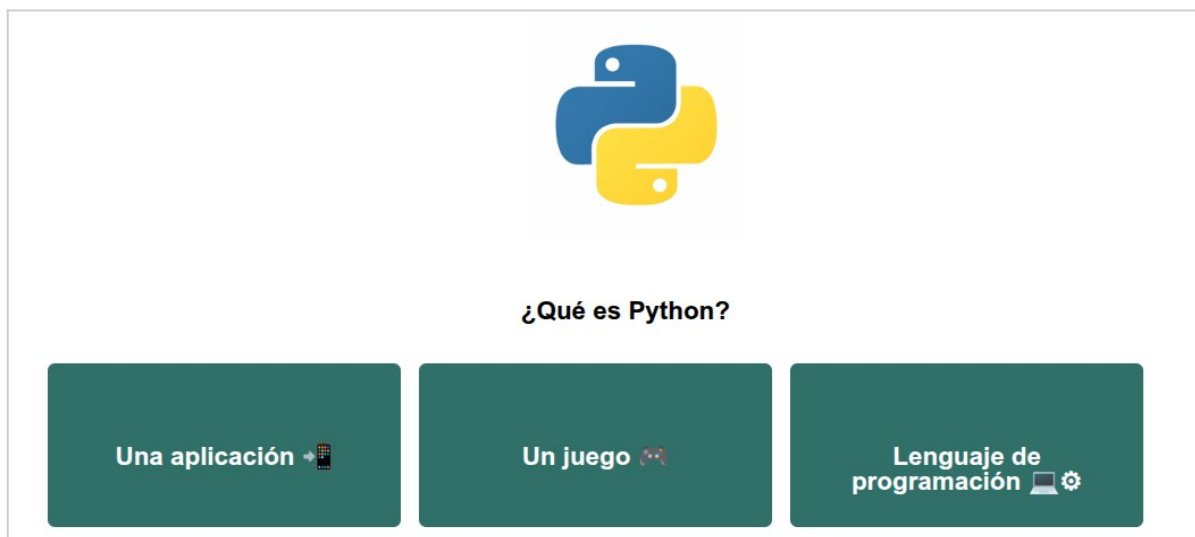 ¿Qué es Python?
Una aplicación 📲
Un juego 🎮
Lenguaje de
programación 💻⚙